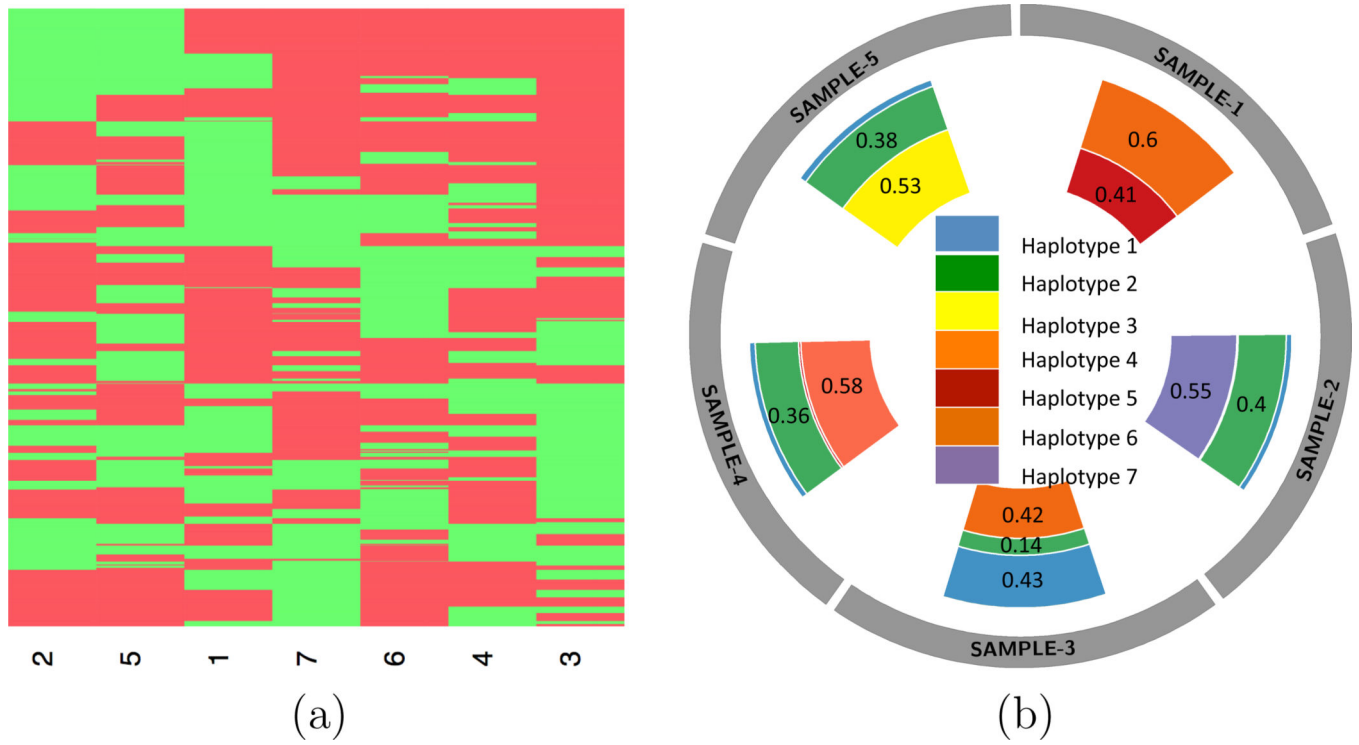 2 5 1 7 6 4 3
(a)
SAMPLE-5
SAMPLE-1
0.38
0.53
0.6
0.41
Haplotype 1
Haplotype 2
Haplotype 3
Haplotype 4
Haplotype 5
Haplotype 6
Haplotype 7
0.36
0.58
0.55
0.4
SAMPLE-4
SAMPLE-2
0.42
0.14
0.43
SAMPLE-3
(b)